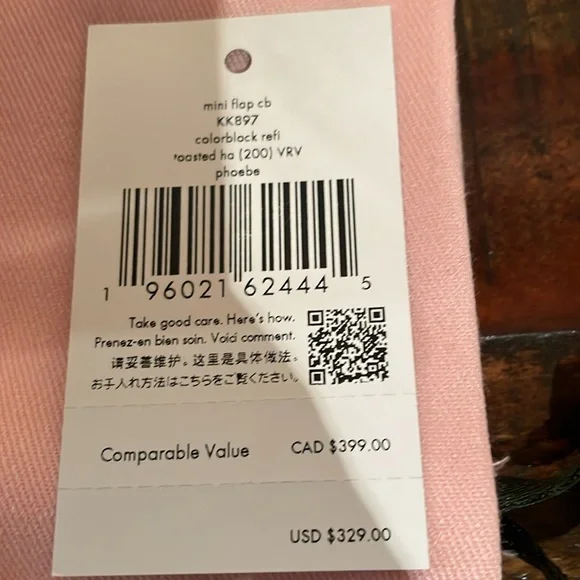 mini flap cb
KK897
colorblock refl
toasted ha (200) VRV
phoebe
1 96021 62444 5
Take good care. Here's how.
Prenez-en bien soin. Voici comment.
请妥善维护。这里是具体做法。
お手入れ方法はこちらをご覧ください。
Comparable Value CAD $399.00
USD $329.00